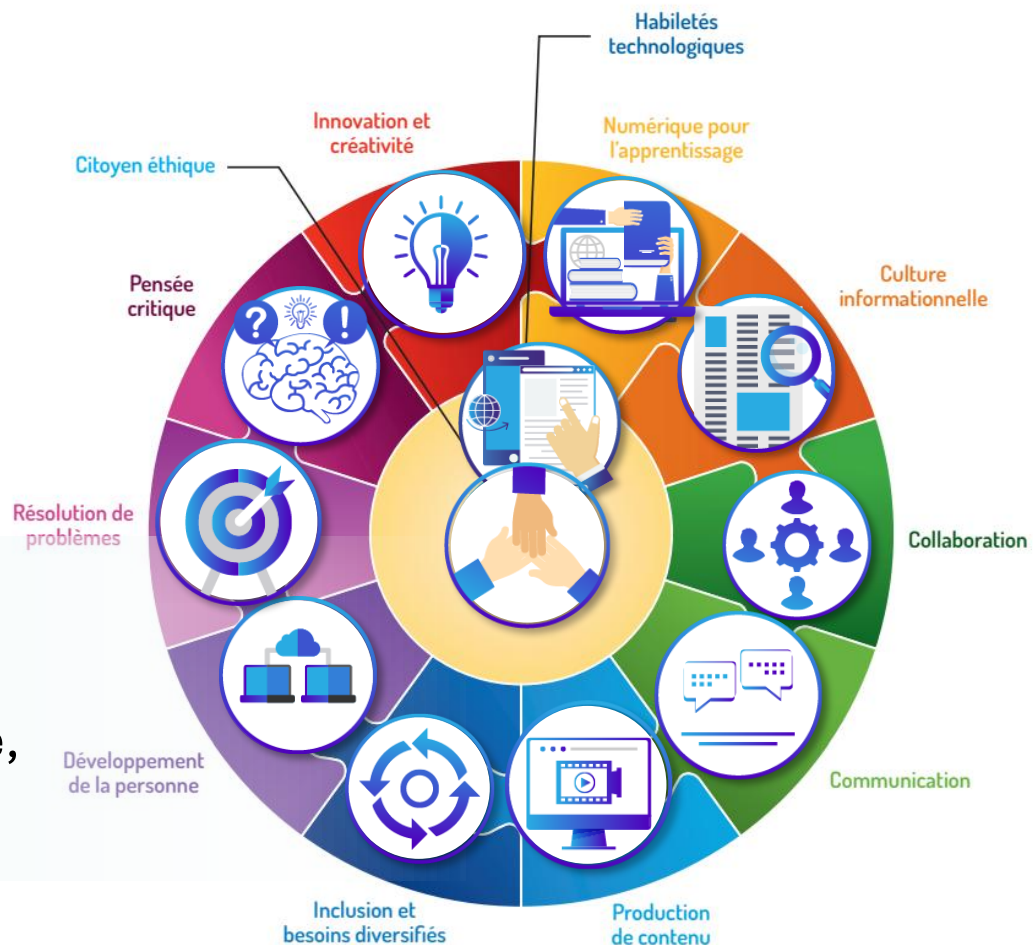 Habiletés
technologiques
Innovation et
créativité
Numérique pour
l'apprentissage
Citoyen éthique
Pensée
critique
Culture
informationnelle
?
!
Résolution de
problèmes
Collaboration
e,
Développement
de la personne
Communication
Inclusion et
besoins diversifiés
Production
de contenu